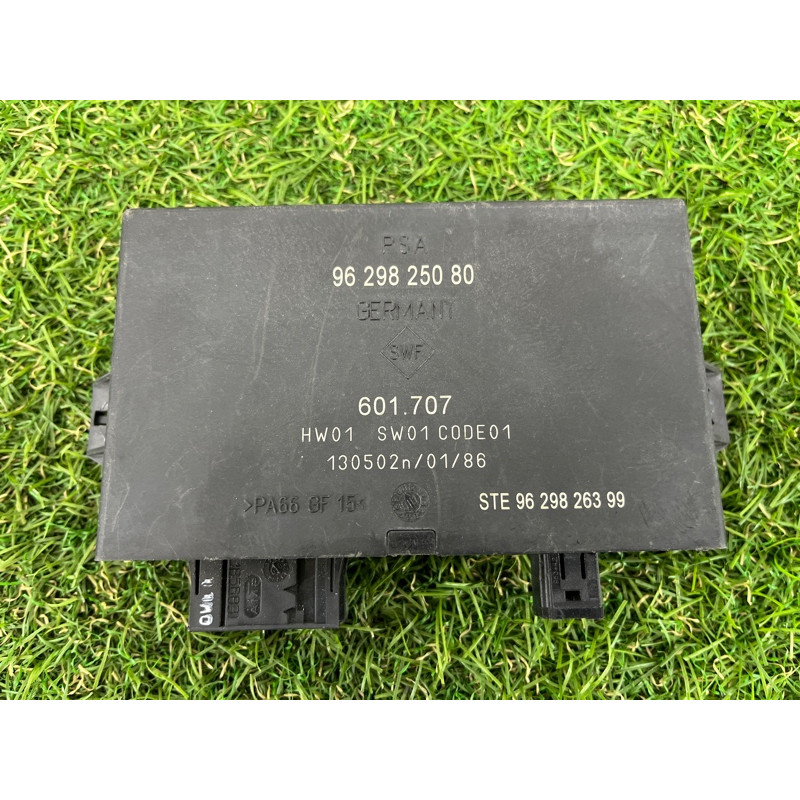 PSA
96 298 250 80
GERMANY
SWF
601.707
HW01 SW01 CODE01
130502n/01/86
>PA66 GF 15<
STE 96 298 263 99